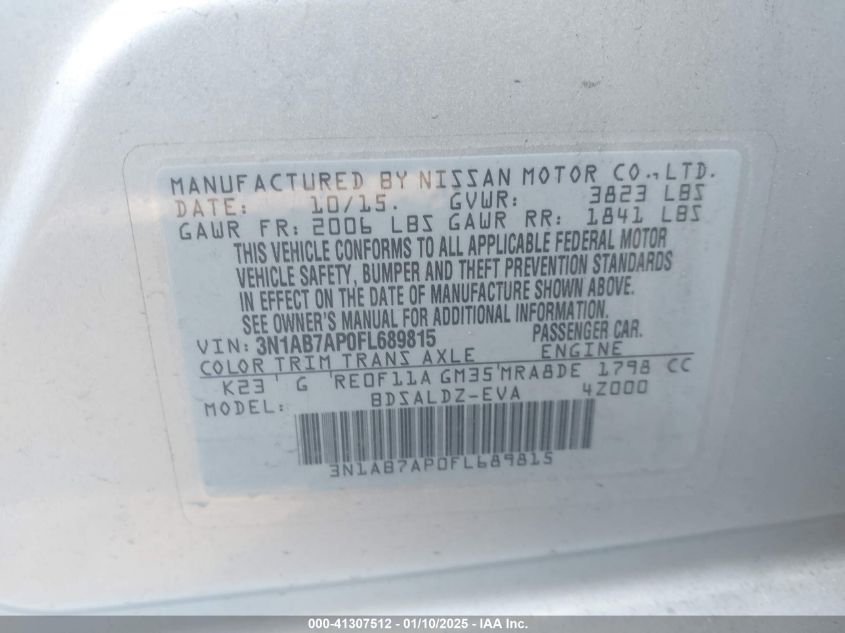 MANUFACTURED BY NISSAN MOTOR CO., LTD.
DATE: 10/15. GVWR: 3823 LBS
GAWR FR: 2006 LBS GAWR RR: 1841 LBS
THIS VEHICLE CONFORMS TO ALL APPLICABLE FEDERAL MOTOR
VEHICLE SAFETY, BUMPER AND THEFT PREVENTION STANDARDS
IN EFFECT ON THE DATE OF MANUFACTURE SHOWN ABOVE.
SEE OWNER'S MANUAL FOR ADDITIONAL INFORMATION.
VIN: 3N1AB7AP0FL689815 PASSENGER CAR.
COLOR TRIM TRANS AXLE ENGINE
K23 G RE0F11A GM35 MRA8DE 1798 CC
MODEL: BDSALDZ-EVA 4Z000
3N1AB7AP0FL689815
000-41307512 - 01/10/2025 - IAA Inc.